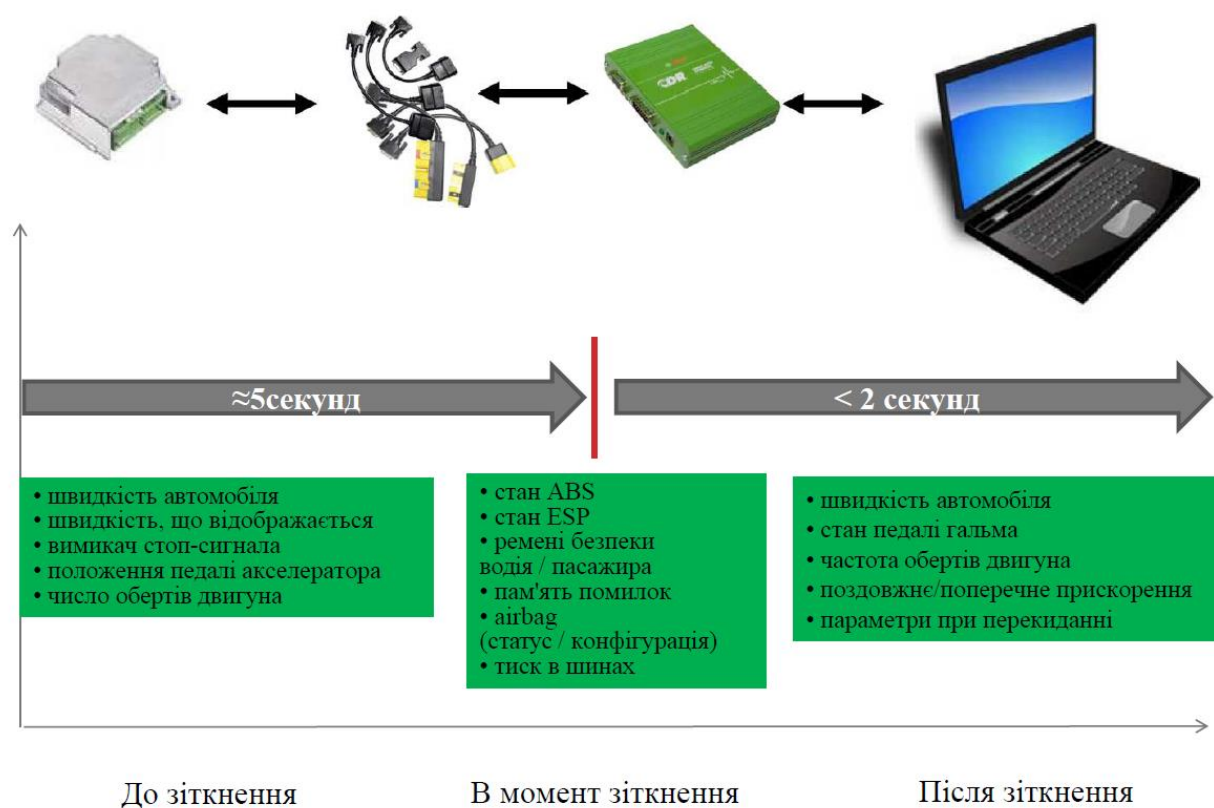 CDR
≈5секунд
< 2 секунд
• швидкість автомобіля
• швидкість, що відображається
• вимикач стоп-сигнала
• положення педалі акселератора
• число обертів двигуна
• стан ABS
• стан ESP
• ремені безпеки
водія / пасажира
• пам'ять помилок
• airbag
(статус / конфігурація)
• тиск в шинах
• швидкість автомобіля
• стан педалі гальма
• частота обертів двигуна
• поздовжнє/поперечне прискорення
• параметри при перекиданні
До зіткнення
В момент зіткнення
Після зіткнення